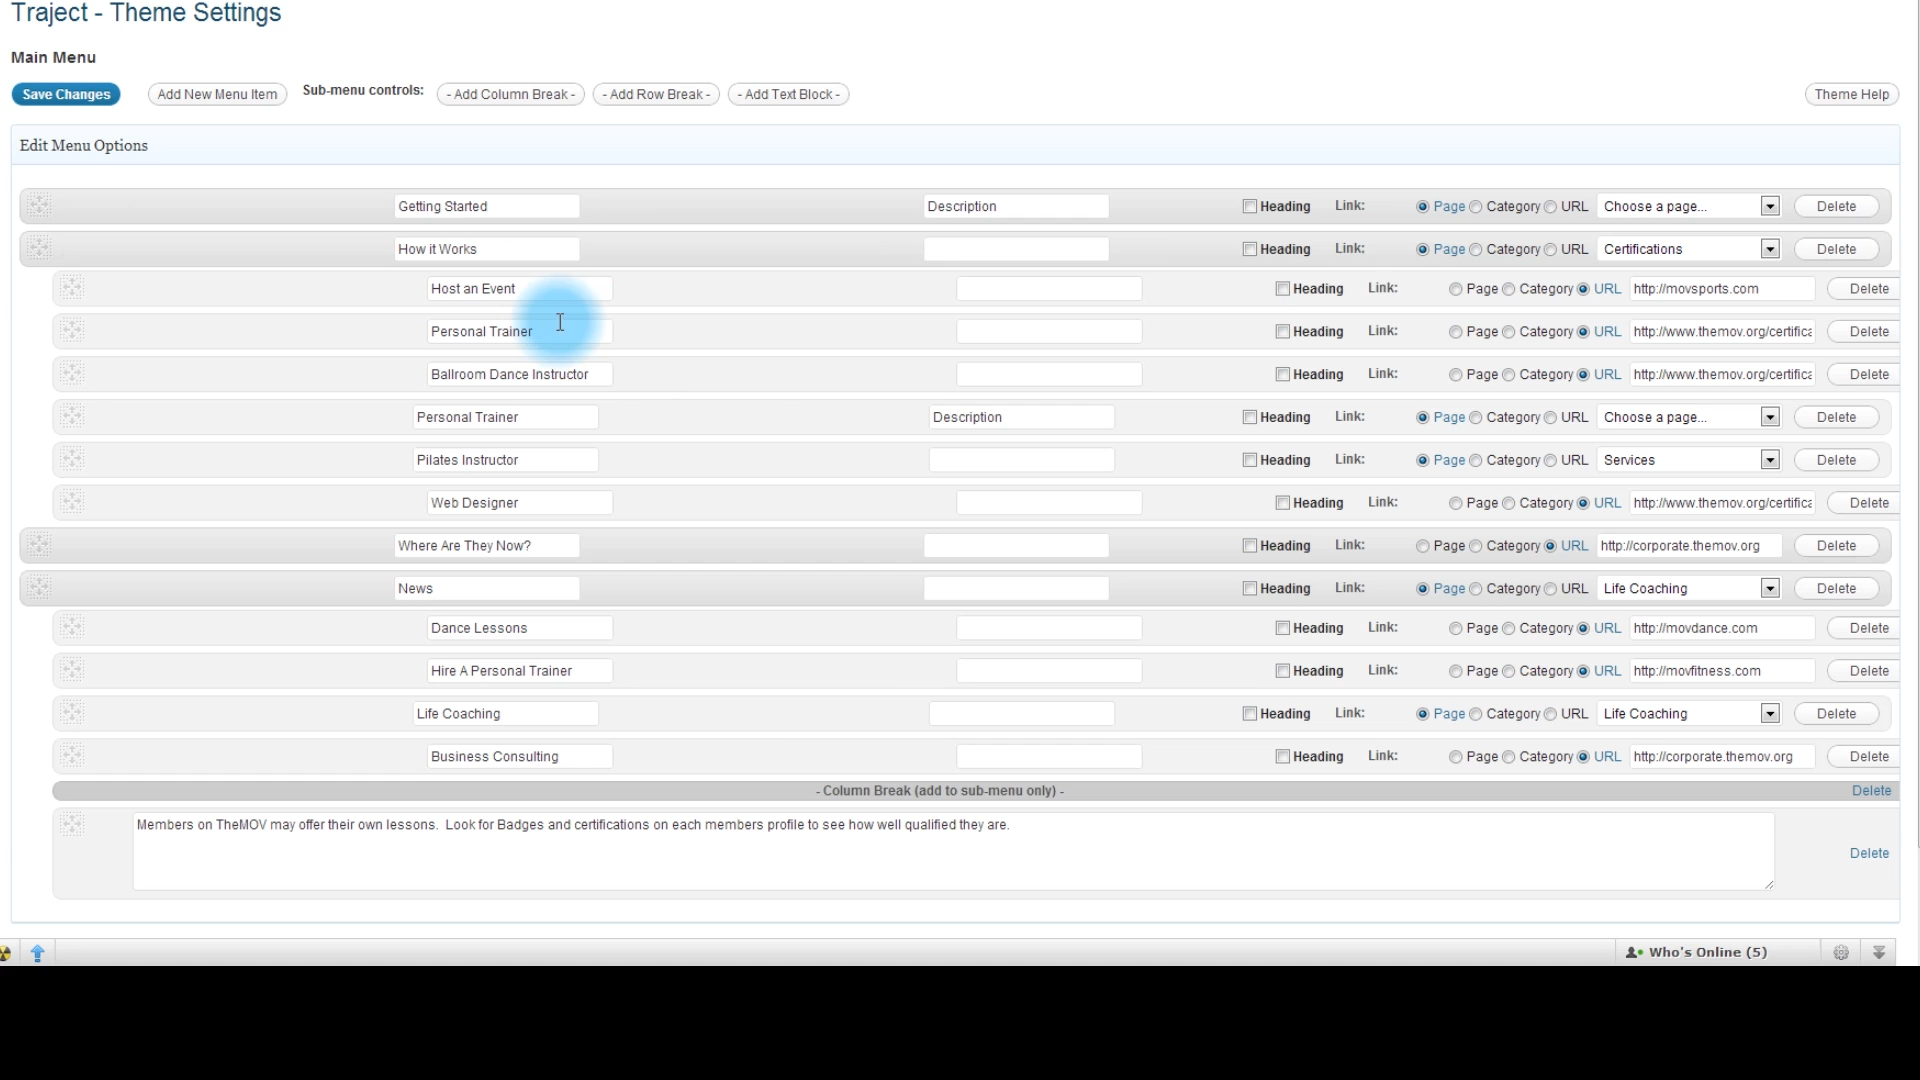 Traject - Theme Settings
Main Menu
Save Changes Add New Menu Item Sub-menu controls: - Add Column Break - - Add Row Break - - Add Text Block - Theme Help
Edit Menu Options
Getting Started Description Heading Link: Page Category URL Choose a page... Delete
How it Works Heading Link: Page Category URL Certifications Delete
Host an Event Heading Link: Page Category URL http://movsports.com Delete
Personal Trainer Heading Link: Page Category URL http://www.themov.org/certifica Delete
Ballroom Dance Instructor Heading Link: Page Category URL http://www.themov.org/certifica Delete
Personal Trainer Description Heading Link: Page Category URL Choose a page... Delete
Pilates Instructor Heading Link: Page Category URL Services Delete
Web Designer Heading Link: Page Category URL http://www.themov.org/certifica Delete
Where Are They Now? Heading Link: Page Category URL http://corporate.themov.org Delete
News Heading Link: Page Category URL Life Coaching Delete
Dance Lessons Heading Link: Page Category URL http://movdance.com Delete
Hire A Personal Trainer Heading Link: Page Category URL http://movfitness.com Delete
Life Coaching Heading Link: Page Category URL Life Coaching Delete
Business Consulting Heading Link: Page Category URL http://corporate.themov.org Delete
- Column Break (add to sub-menu only) - Delete
Members on TheMOV may offer their own lessons. Look for Badges and certifications on each members profile to see how well qualified they are.
Delete
Who's Online (5)